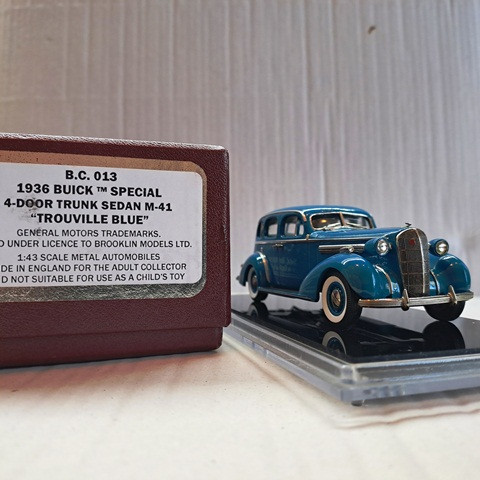 B.C. 013
1936 BUICK ™ SPECIAL
4-DOOR TRUNK SEDAN M-41
"TROUVILLE BLUE"
GENERAL MOTORS TRADEMARKS.
UNDER LICENCE TO BROOKLIN MODELS LTD.
1:43 SCALE METAL AUTOMOBILES
DE IN ENGLAND FOR THE ADULT COLLECTOR
D NOT SUITABLE FOR USE AS A CHILD'S TOY